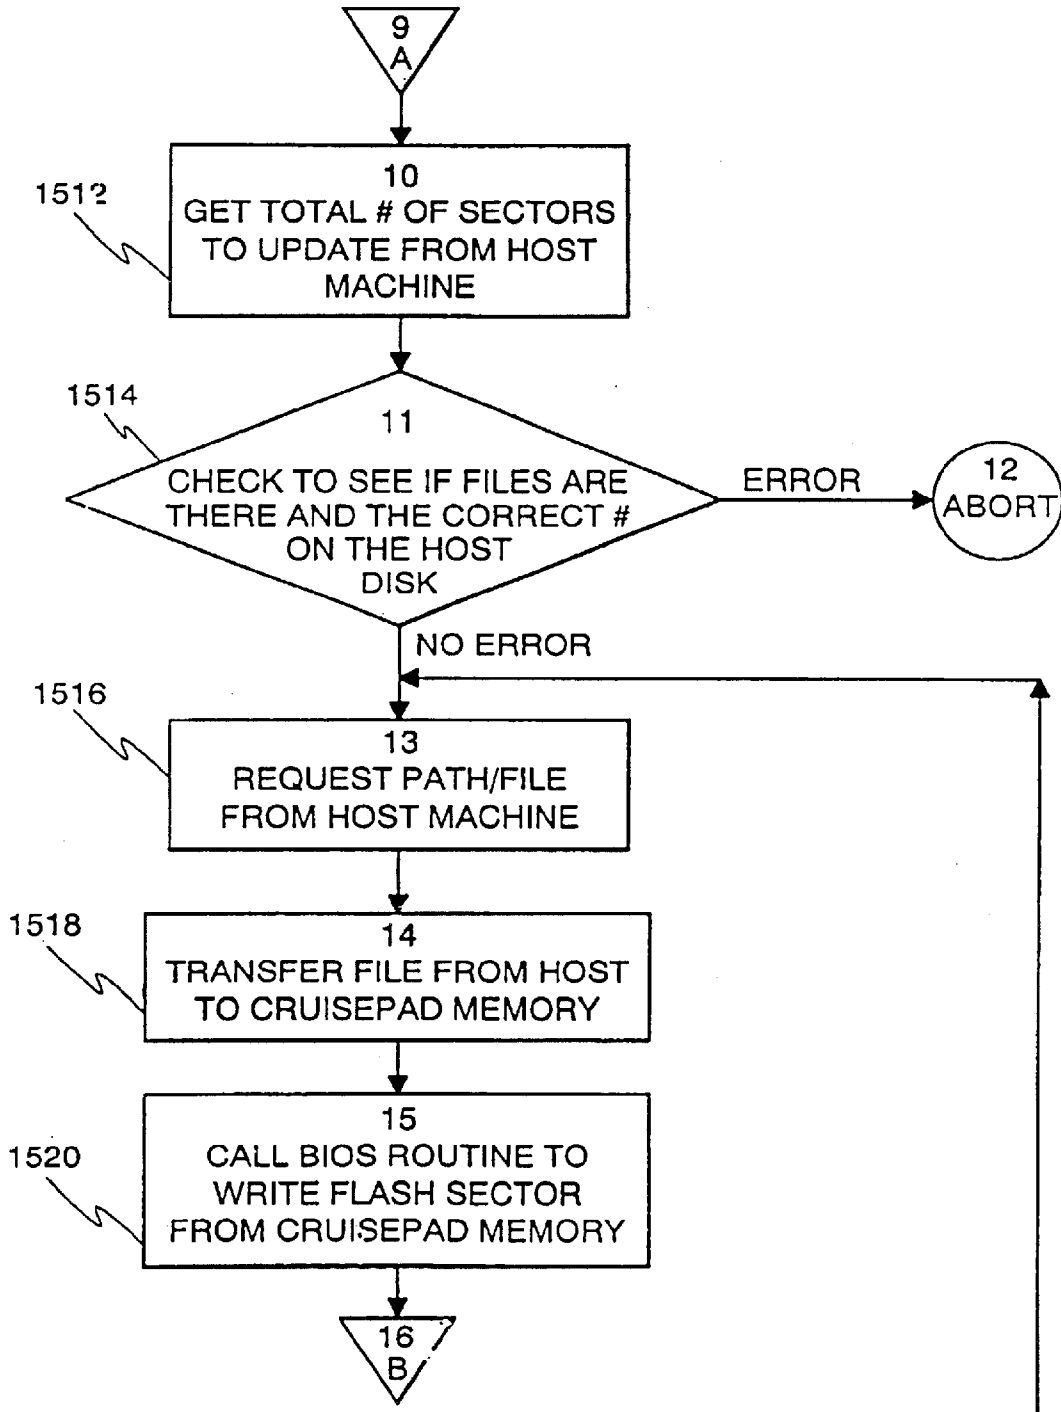 9
A
1512
10
GET TOTAL # OF SECTORS
TO UPDATE FROM HOST
MACHINE
1514
11
CHECK TO SEE IF FILES ARE
THERE AND THE CORRECT #
ON THE HOST
DISK
ERROR
12
ABORT
NO ERROR
1516
13
REQUEST PATH/FILE
FROM HOST MACHINE
1518
14
TRANSFER FILE FROM HOST
TO CRUISEPAD MEMORY
1520
15
CALL BIOS ROUTINE TO
WRITE FLASH SECTOR
FROM CRUISEPAD MEMORY
16
B